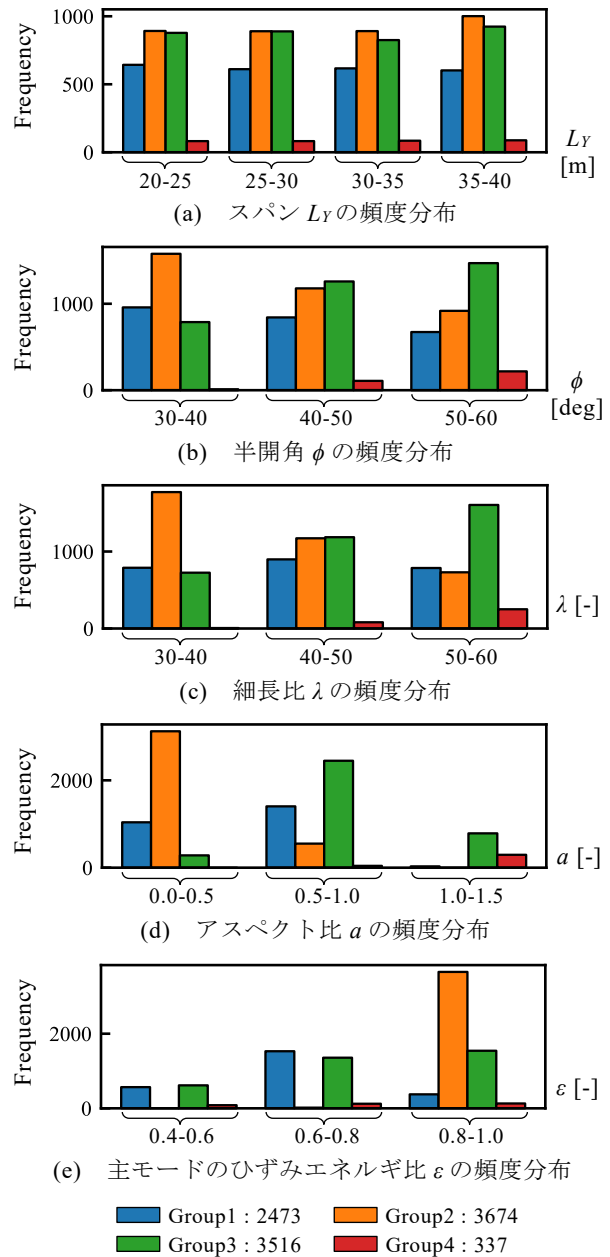 Frequency
1000
500
0
20-25 25-30 30-35 35-40
L_Y
[m]
(a) スパン L_Y の頻度分布
Frequency
1000
0
30-40 40-50 50-60
ϕ
[deg]
(b) 半開角 ϕ の頻度分布
Frequency
1000
0
30-40 40-50 50-60
λ [-]
(c) 細長比 λ の頻度分布
Frequency
2000
0
0.0-0.5 0.5-1.0 1.0-1.5
a [-]
(d) アスペクト比 a の頻度分布
Frequency
2000
0
0.4-0.6 0.6-0.8 0.8-1.0
ε [-]
(e) 主モードのひずみエネルギ比 ε の頻度分布
Group1 : 2473 Group2 : 3674
Group3 : 3516 Group4 : 337